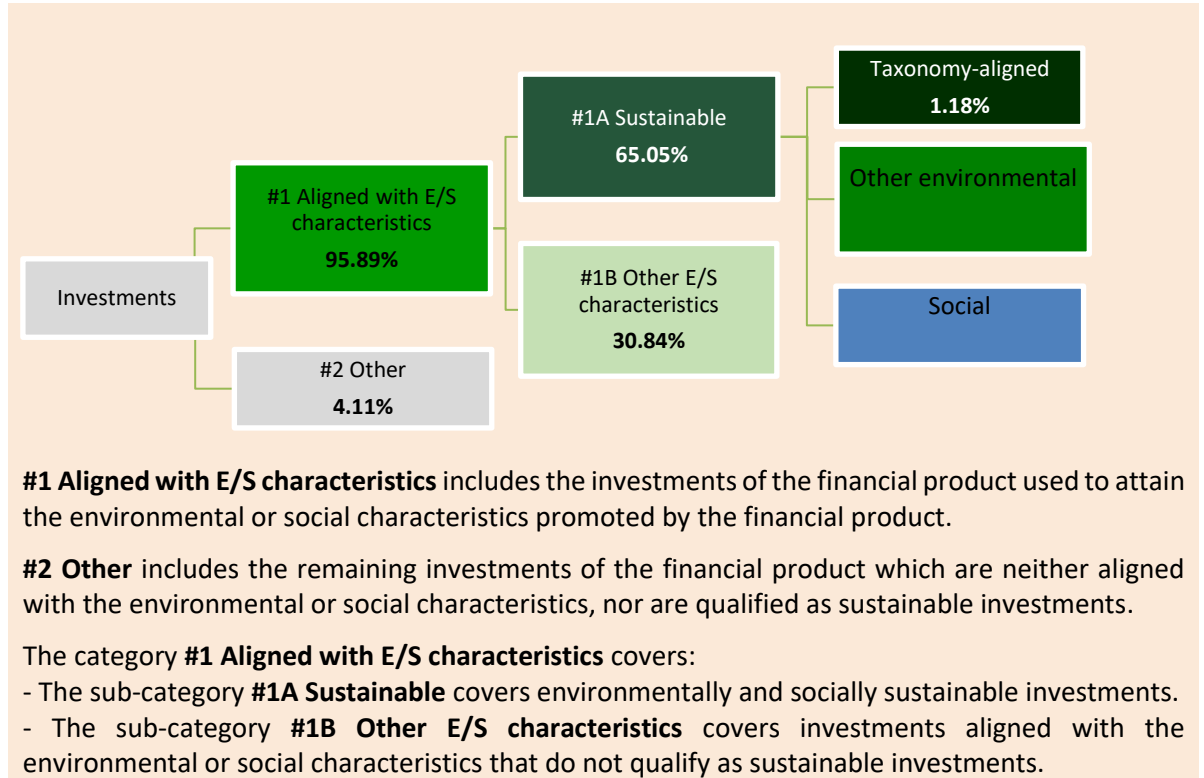 Investments
#1 Aligned with E/S
characteristics
95.89%
#2 Other
4.11%
#1A Sustainable
65.05%
#1B Other E/S
characteristics
30.84%
Taxonomy-aligned
1.18%
Other environmental
Social
#1 Aligned with E/S characteristics includes the investments of the financial product used to attain
the environmental or social characteristics promoted by the financial product.
#2 Other includes the remaining investments of the financial product which are neither aligned
with the environmental or social characteristics, nor are qualified as sustainable investments.
The category #1 Aligned with E/S characteristics covers:
- The sub-category #1A Sustainable covers environmentally and socially sustainable investments.
- The sub-category #1B Other E/S characteristics covers investments aligned with the
environmental or social characteristics that do not qualify as sustainable investments.